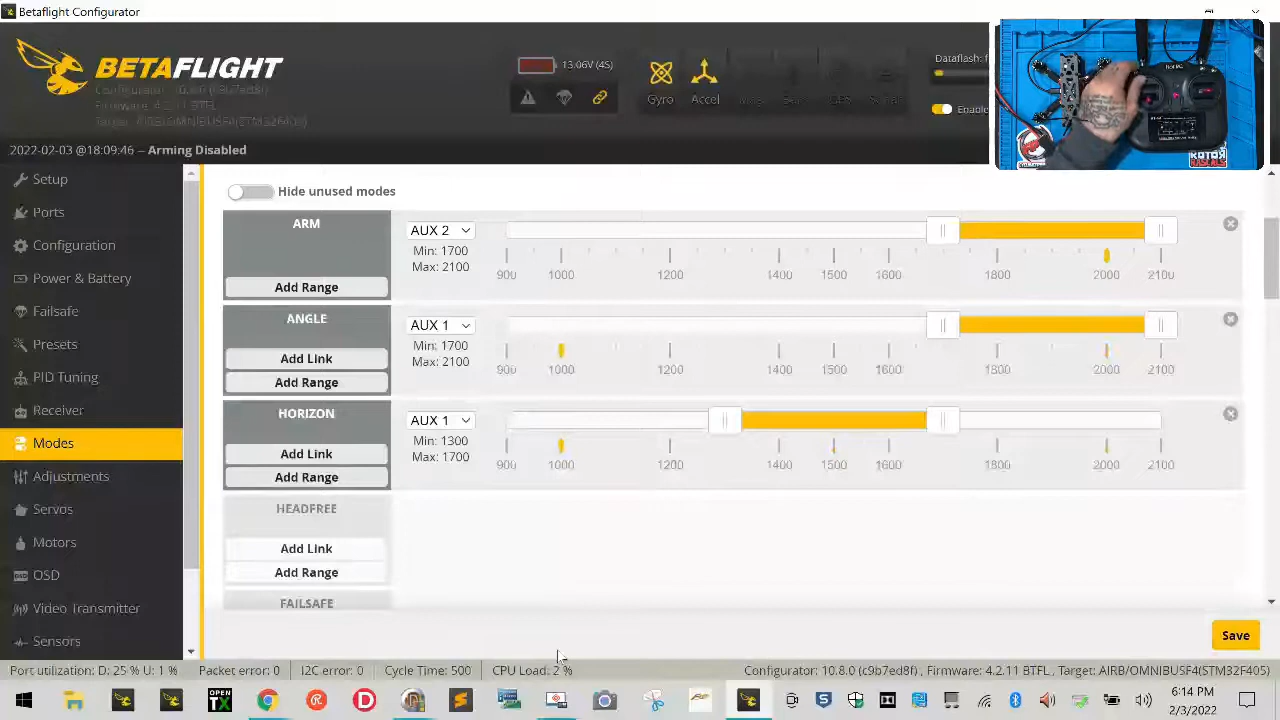 Betaflight Configurator
BETAFLIGHT
13:06V (4S)
Gyro
Accel
Dataflash: f
Enable
2022-02-03 @18:09:46 -- Arming Disabled
Setup
Ports
Configuration
Power & Battery
Failsafe
Presets
PID Tuning
Receiver
Modes
Adjustments
Servos
Motors
OSD
Video Transmitter
Sensors
Hide unused modes
ARM
Add Range
AUX 2
Min: 1700
Max: 2100
900 1000 1200 1400 1500 1600 1800 2000 2100
ANGLE
Add Link
Add Range
AUX 1
Min: 1700
Max: 2100
900 1000 1200 1400 1500 1600 1800 2000 2100
HORIZON
Add Link
Add Range
AUX 1
Min: 1300
Max: 1700
900 1000 1200 1400 1500 1600 1800 2000 2100
HEADFREE
Add Link
Add Range
FAILSAFE
Save
Port utilization: D: 25 % U: 1 % Packet error: 0 I2C error: 0 Cycle Time: 500 CPU Load: 2 % Configurator: 10.8.0 (c9b7ed8f), Firmware: 4.2.11 BTFL, Target: AIRB/OMNIBUSF4(STM32F405)
OPEN
TX
6:14 PM
2/3/2022
ROTOR